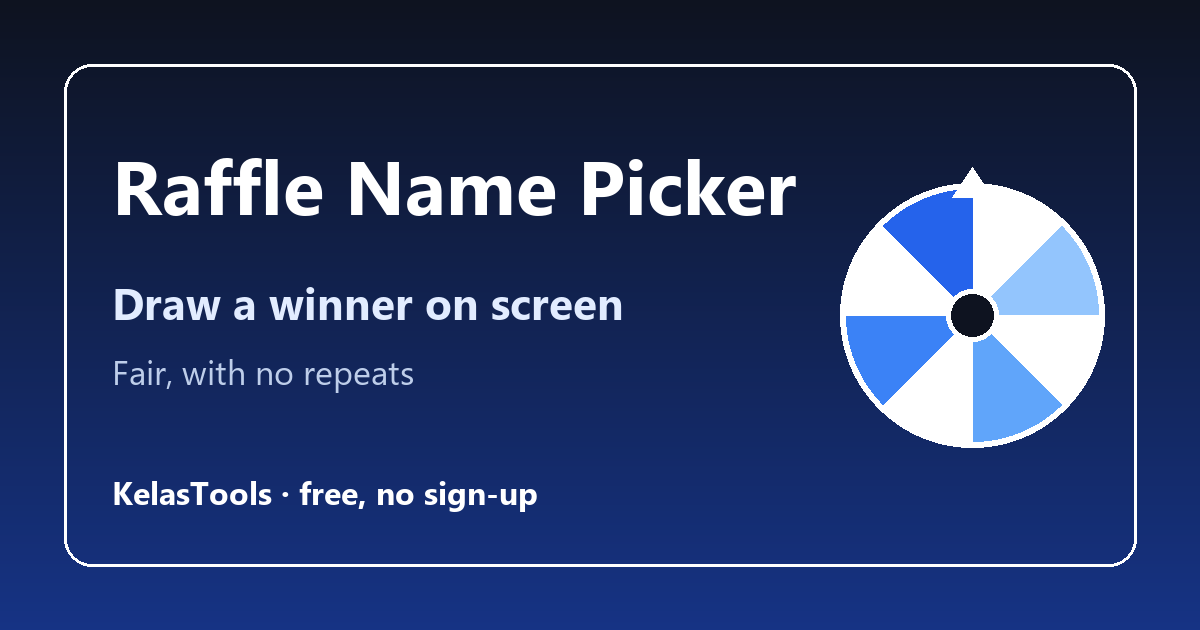 Raffle Name Picker
Draw a winner on screen
Fair, with no repeats
KelasTools · free, no sign-up